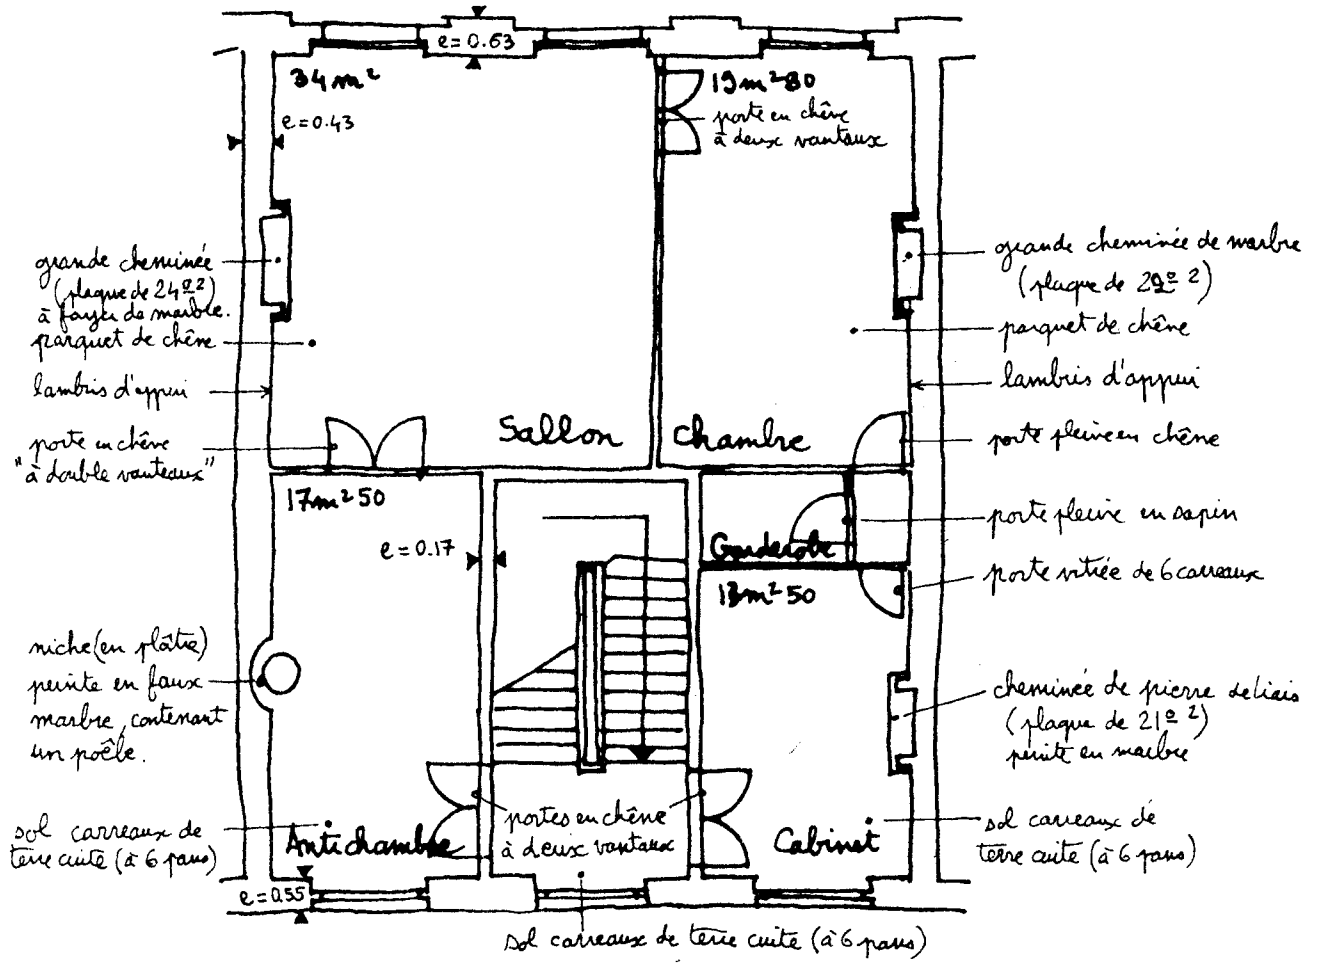 e=0.63
34m²
19m²80
porte en chêne
à deux vantaux
e=0.43
grande cheminée
(plaque de 24º 2)
à foyer de marbre.
parquet de chêne
lambris d'appui
porte en chêne
"à double vanteaux"
grande cheminée de marbre
(plaque de 29º 2)
parquet de chêne
lambris d'appui
porte pleine en chêne
Sallon
Chambre
17m²50
e=0.17
porte pleine en sapin
Garderobe
porte vitrée de 6 carreaux
13m²50
niche (en plâtre)
peinte en faux
marbre, contenant
un poêle.
cheminée de pierre de liais
(plaque de 21º 2)
peinte en marbre
sol carreaux de
terre cuite (à 6 pans)
Antichambre
portes en chêne
à deux vantaux
Cabinet
sol carreaux de
terre cuite (à 6 pans)
e=0.55
sol carreaux de terre cuite (à 6 pans)